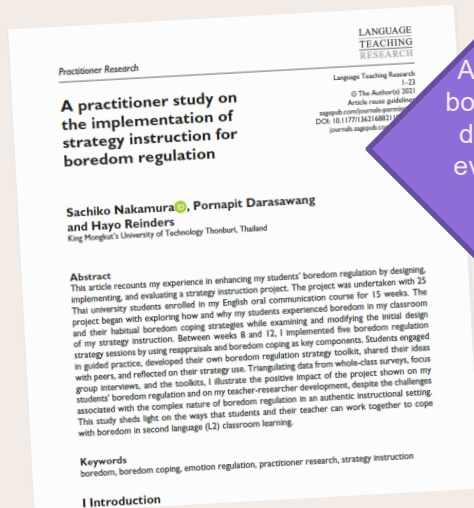 LANGUAGE
TEACHING
RESEARCH
Practitioner Research
Language Teaching Research
1–23
© The Author(s) 2021
Article reuse guidelines
DOI:
journals.sagepub.co
A practitioner study on
the implementation of
strategy instruction for
boredom regulation
Sachiko Nakamura iD, Pornapit Darasawang
and Hayo Reinders
King Mongkut's University of Technology Thonburi, Thailand
Abstract
This article recounts my experience in enhancing my students' boredom regulation by designing,
implementing, and evaluating a strategy instruction project. The project was undertaken with 25
Thai university students enrolled in my English oral communication course for 15 weeks. The
project began with exploring how and why my students experienced boredom in my classroom
and their habitual boredom coping strategies while examining and modifying the initial design
of my strategy instruction. Between weeks 8 and 12, I implemented five boredom regulation
strategy sessions by using reappraisals and boredom coping as key components. Students engaged
in guided practice, developed their own boredom regulation strategy toolkit, shared their ideas
with peers, and reflected on their strategy use. Triangulating data from whole-class surveys, focus
group interviews, and the toolkits, I illustrate the positive impact of the project shown on my
students' boredom regulation and on my teacher-researcher development, despite the challenges
associated with the complex nature of boredom regulation in an authentic instructional setting.
This study sheds light on the ways that students and their teacher can work together to cope
with boredom in second language (L2) classroom learning.
Keywords
boredom, boredom coping, emotion regulation, practitioner research, strategy instruction
I Introduction
A
bo
d
ev